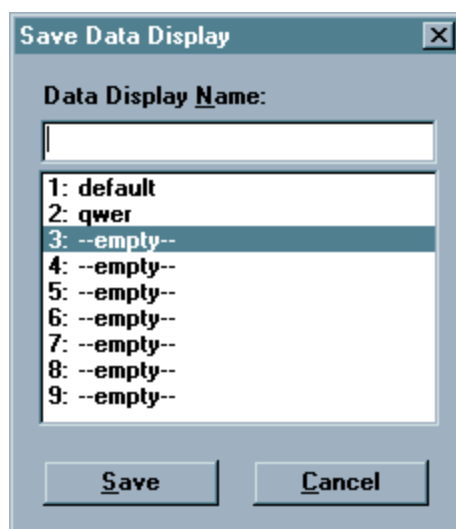 Save Data Display
Data Display Name:
1: default
2: qwer
3: --empty--
4: --empty--
5: --empty--
6: --empty--
7: --empty--
8: --empty--
9: --empty--
Save Cancel